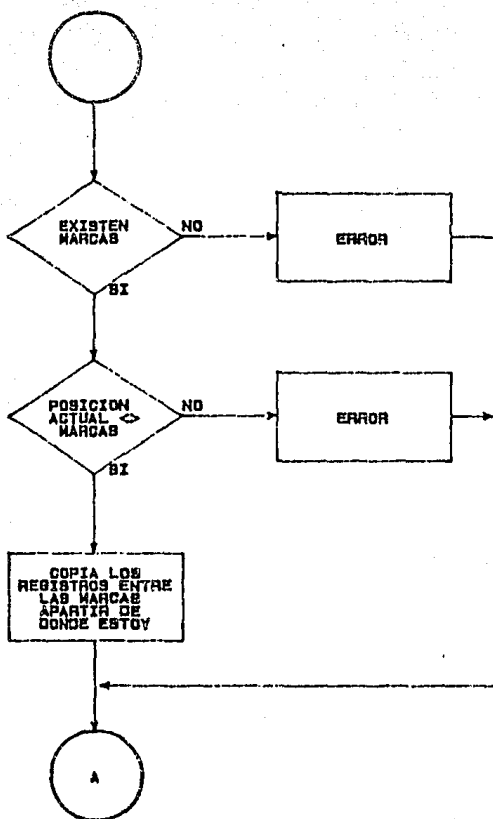 EXISTEN
MARCAS
NO
ERROR
SI
POSICION
ACTUAL <>
MARCAS
NO
ERROR
SI
COPIA LOS
REGISTROS ENTRE
LAS MARCAS
APARTIR DE
DONDE ESTOY
A